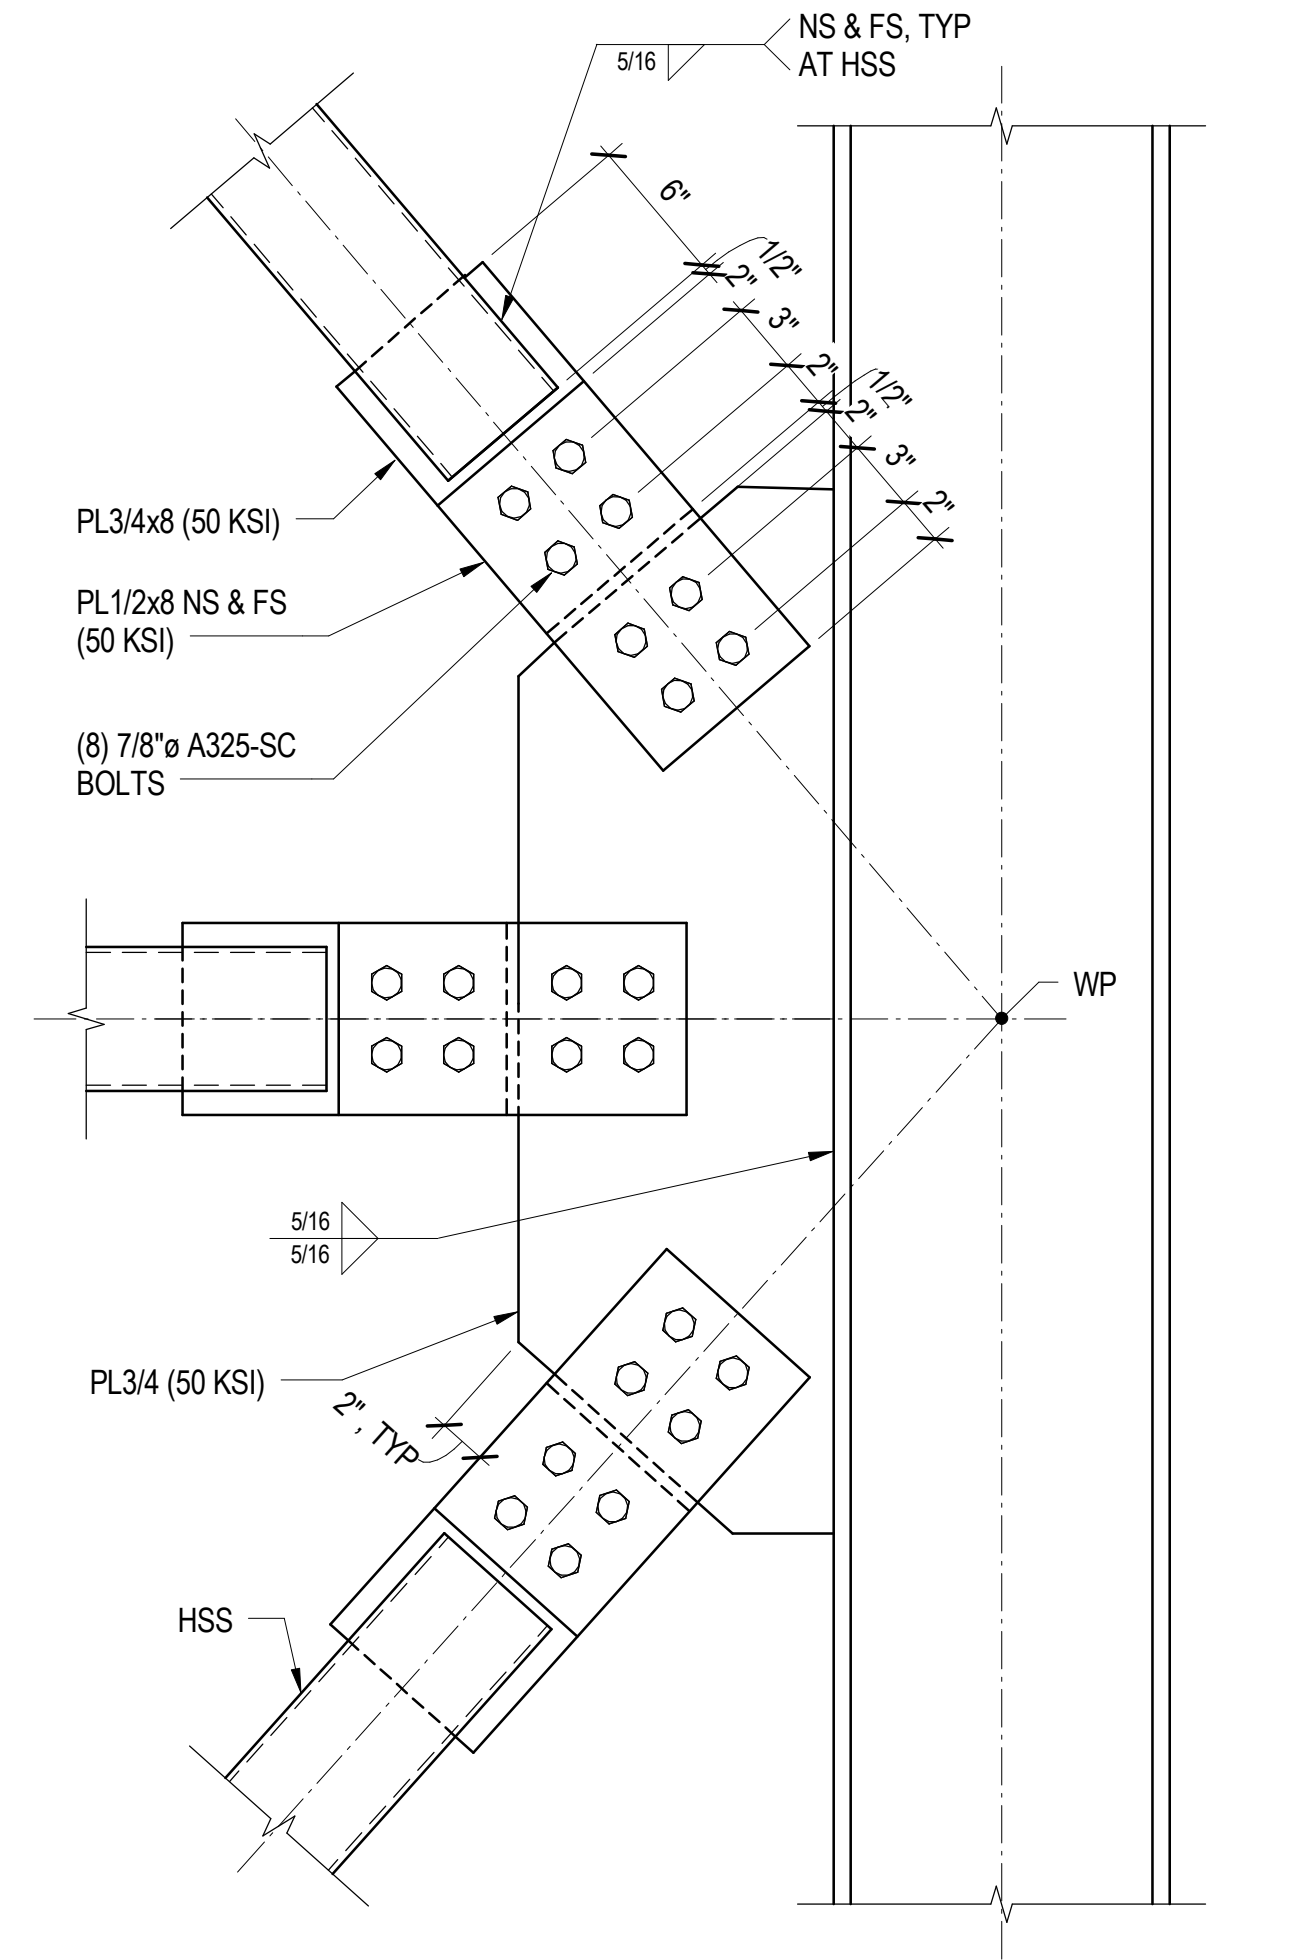 NS & FS, TYP
AT HSS
5/16
6"
1/2"
2"
3"
2"
1/2"
2"
3"
2"
PL3/4x8 (50 KSI)
PL1/2x8 NS & FS
(50 KSI)
(8) 7/8"ø A325-SC
BOLTS
WP
5/16
5/16
PL3/4 (50 KSI)
2", TYP
HSS